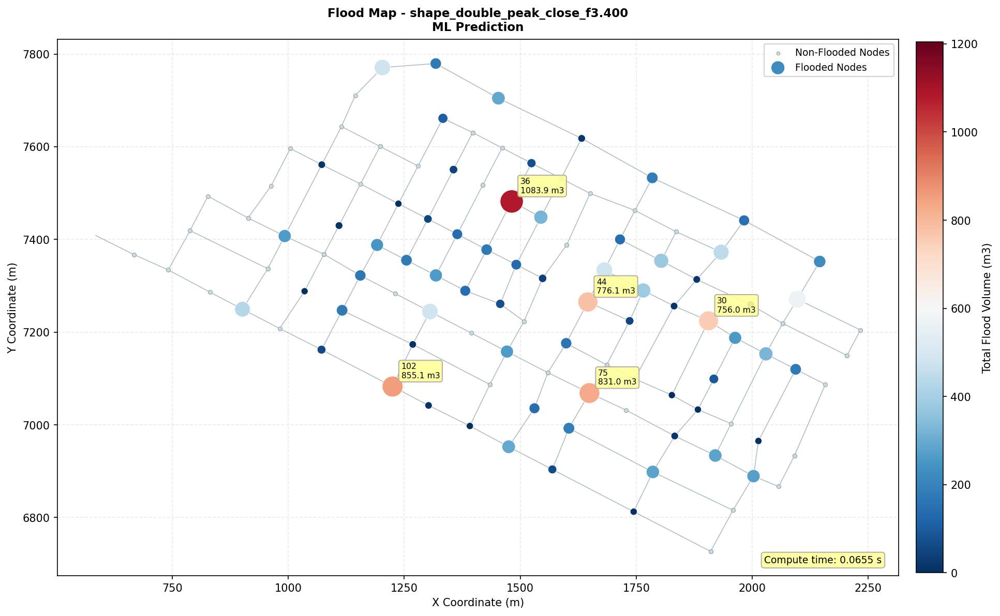 Flood Map - shape_double_peak_close_f3.400
ML Prediction
Non-Flooded Nodes
Flooded Nodes
7800
7600
7400
7200
7000
6800
Y Coordinate (m)
36
1083.9 m3
44
776.1 m3
30
756.0 m3
102
855.1 m3
75
831.0 m3
Compute time: 0.0655 s
750
1000
1250
1500
1750
2000
2250
X Coordinate (m)
1200
1000
800
600
400
200
0
Total Flood Volume (m3)